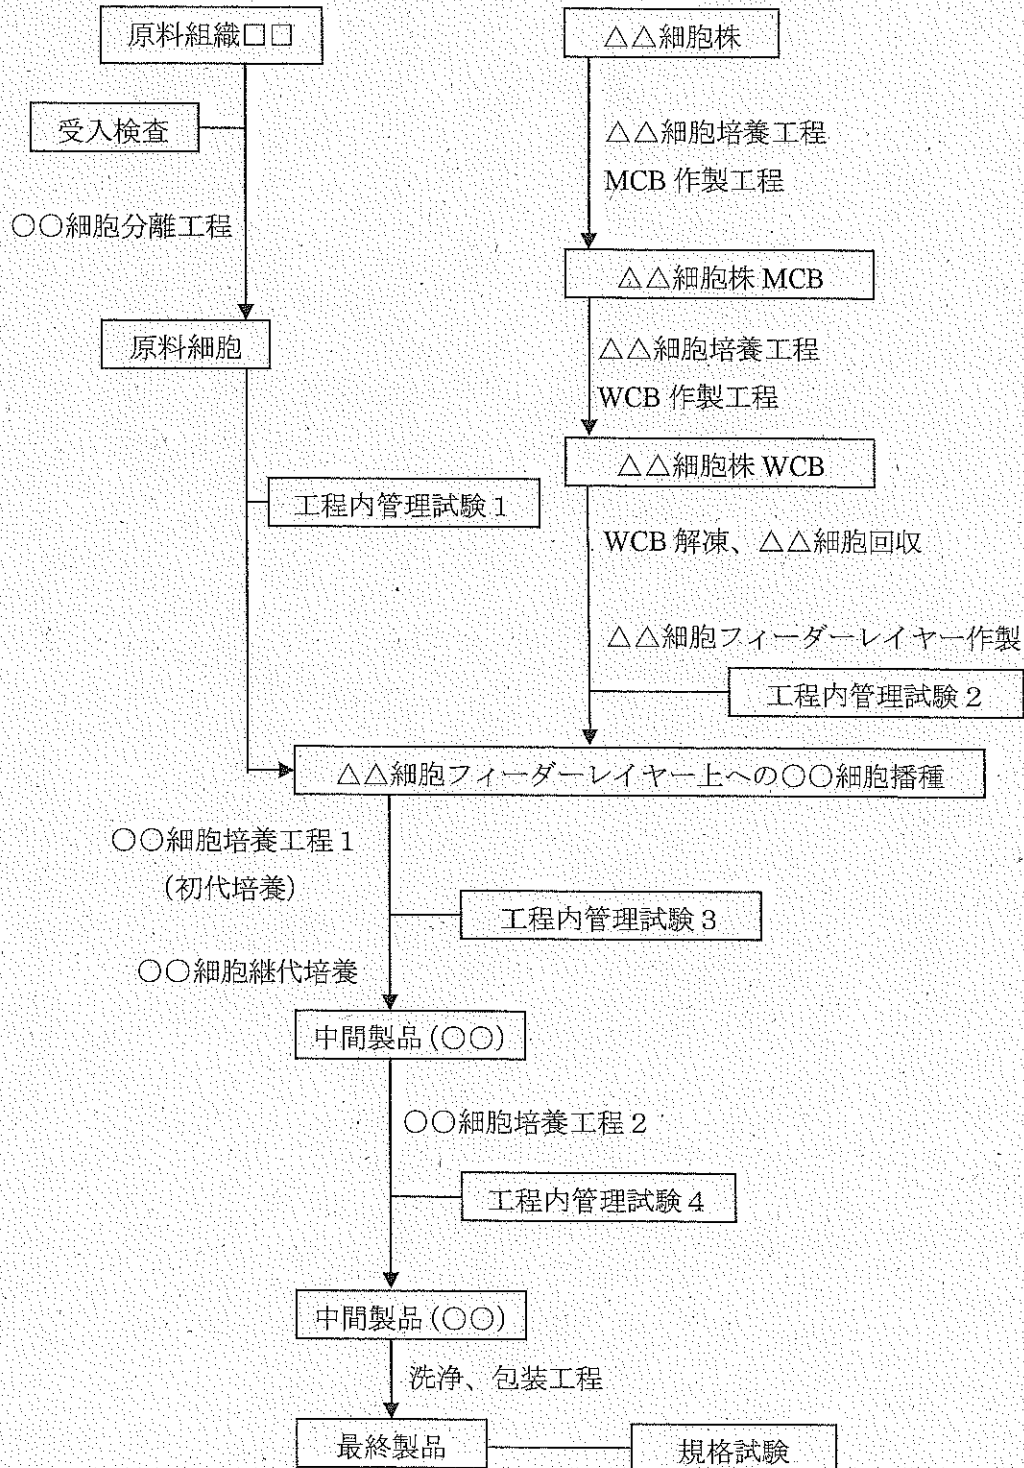 原料組織□□
△△細胞株
受入検査
△△細胞培養工程
MCB 作製工程
○○細胞分離工程
△△細胞株 MCB
原料細胞
△△細胞培養工程
WCB 作製工程
△△細胞株 WCB
工程内管理試験1
WCB 解凍、△△細胞回収
△△細胞フィーダーレイヤー作製
工程内管理試験2
△△細胞フィーダーレイヤー上への○○細胞播種
○○細胞培養工程1
(初代培養)
工程内管理試験3
○○細胞継代培養
中間製品(○○)
○○細胞培養工程2
工程内管理試験4
中間製品(○○)
洗浄、包装工程
最終製品
規格試験